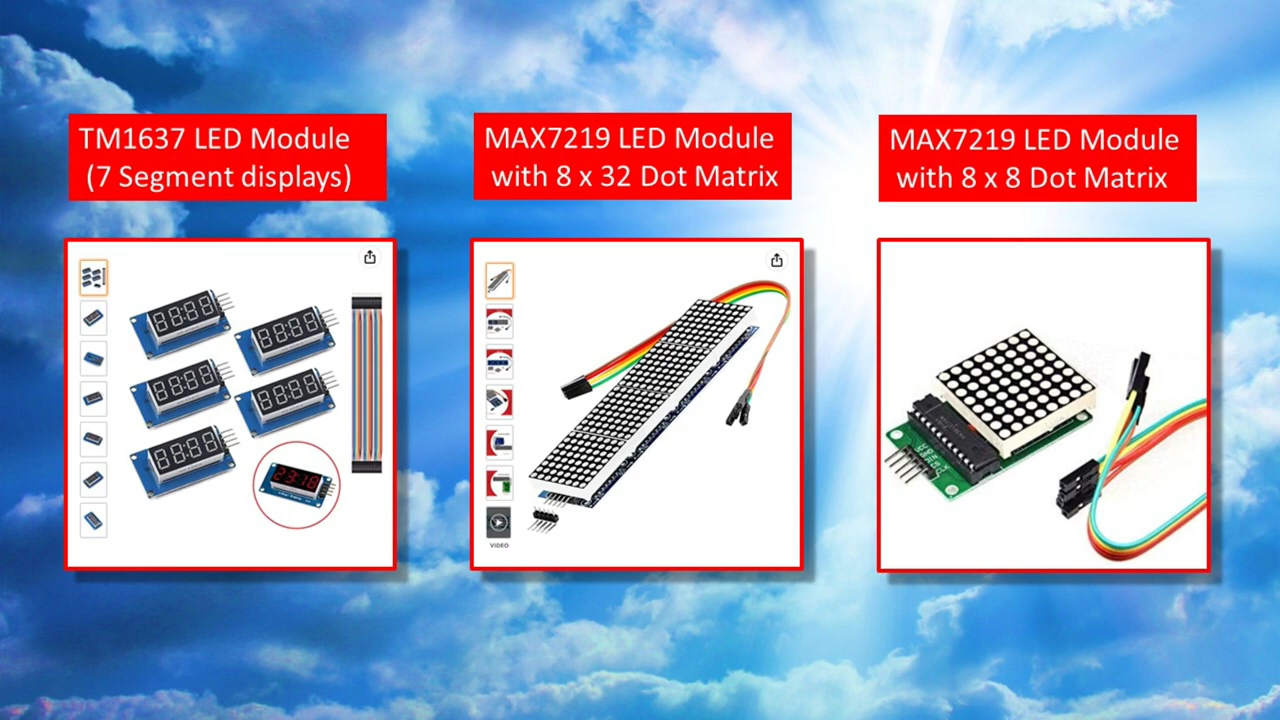 TM1637 LED Module
(7 Segment displays)
MAX7219 LED Module
with 8 x 32 Dot Matrix
MAX7219 LED Module
with 8 x 8 Dot Matrix
23:18
VIDEO